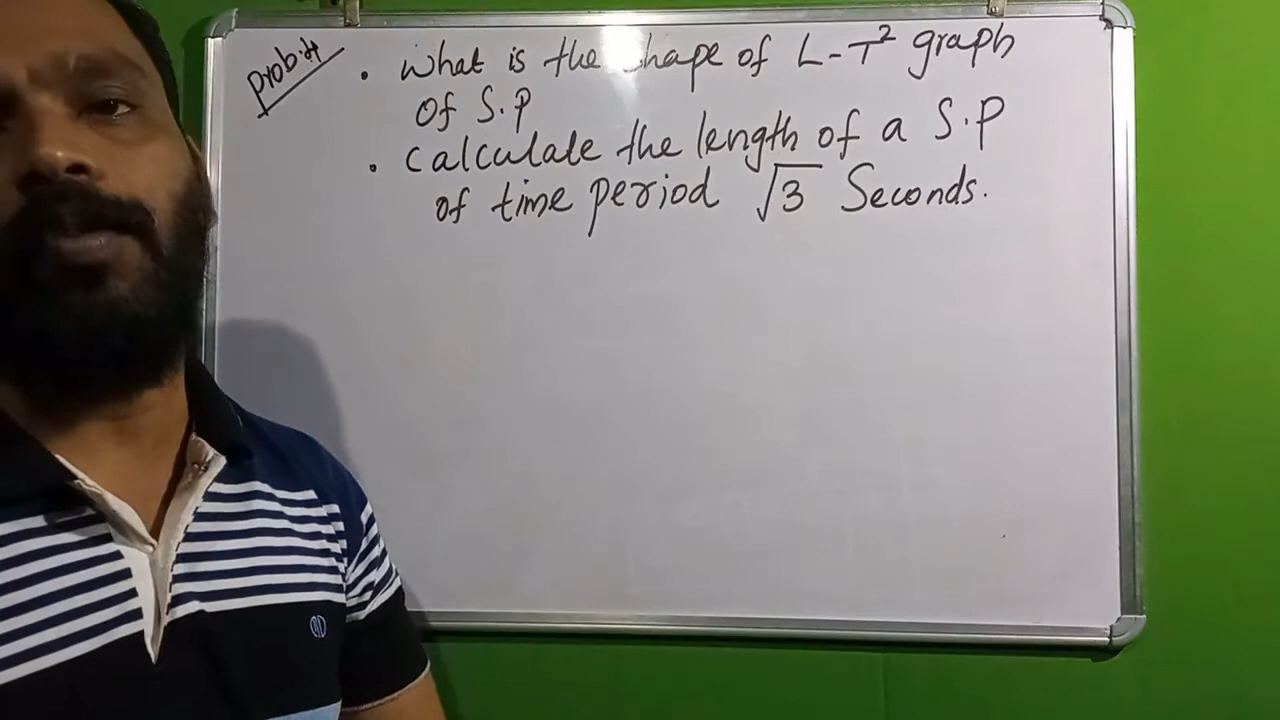 Prob:4
• What is the shape of L-T² graph
of S.P
• Calculate the length of a S.P
of time period √3 Seconds.